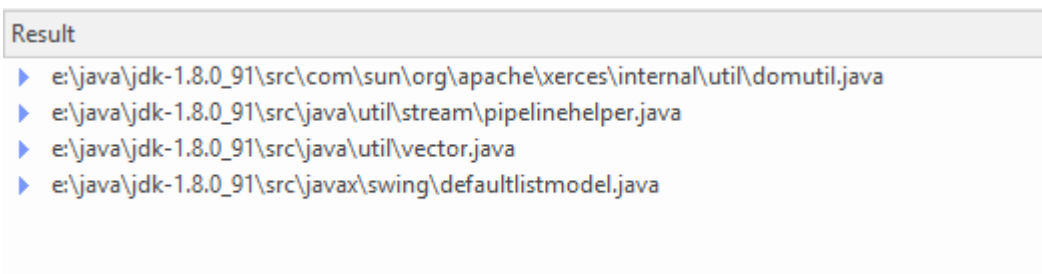 Result
e:\java\jdk-1.8.0_91\src\com\sun\org\apache\xerces\internal\util\domutil.java
e:\java\jdk-1.8.0_91\src\java\util\stream\pipelinehelper.java
e:\java\jdk-1.8.0_91\src\java\util\vector.java
e:\java\jdk-1.8.0_91\src\javax\swing\defaultlistmodel.java